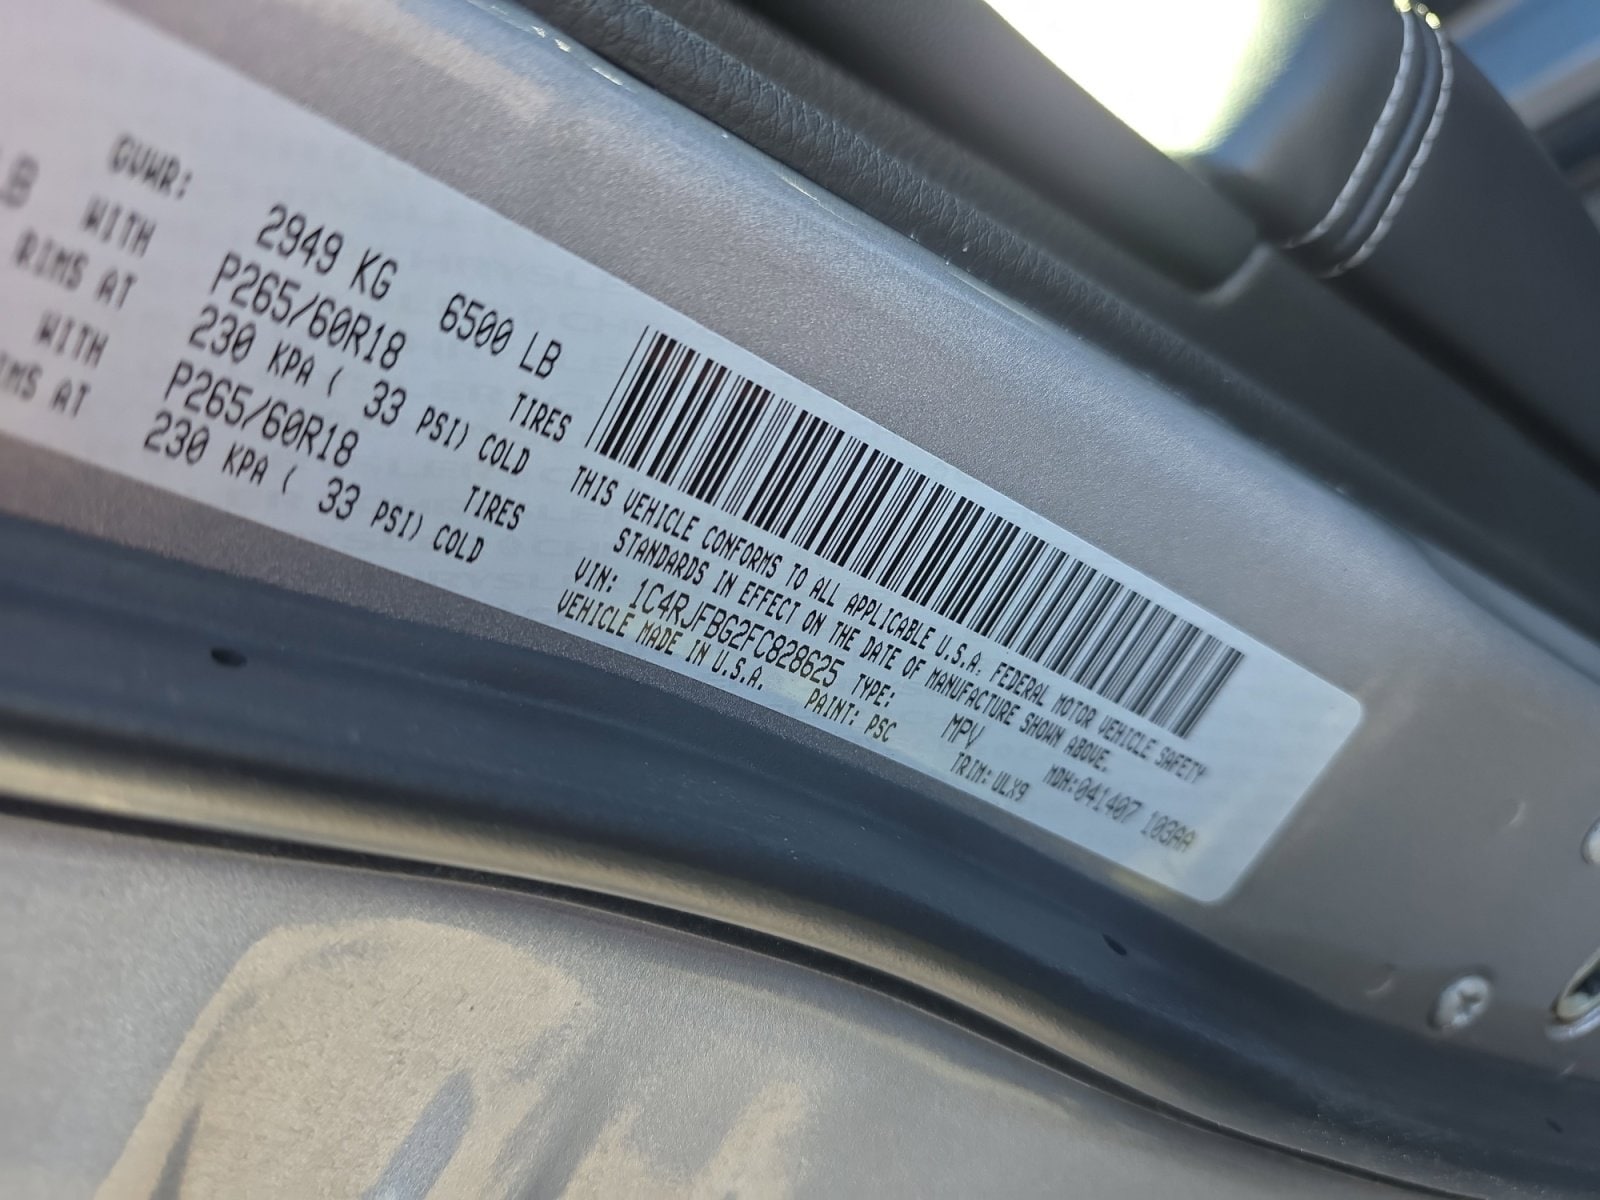 LB
GVWR: 2949 KG 6500 LB
WITH P265/60R18 TIRES
RIMS AT 230 KPA ( 33 PSI) COLD
WITH P265/60R18 TIRES
IMS AT 230 KPA ( 33 PSI) COLD
THIS VEHICLE CONFORMS TO ALL APPLICABLE U.S.A. FEDERAL MOTOR VEHICLE SAFETY
STANDARDS IN EFFECT ON THE DATE OF MANUFACTURE SHOWN ABOVE.
VIN: 1C4RJFBG2FC828625 TYPE: MPV MDH:041407 103AA
VEHICLE MADE IN U.S.A. PAINT: PSC TRIM: ULX9